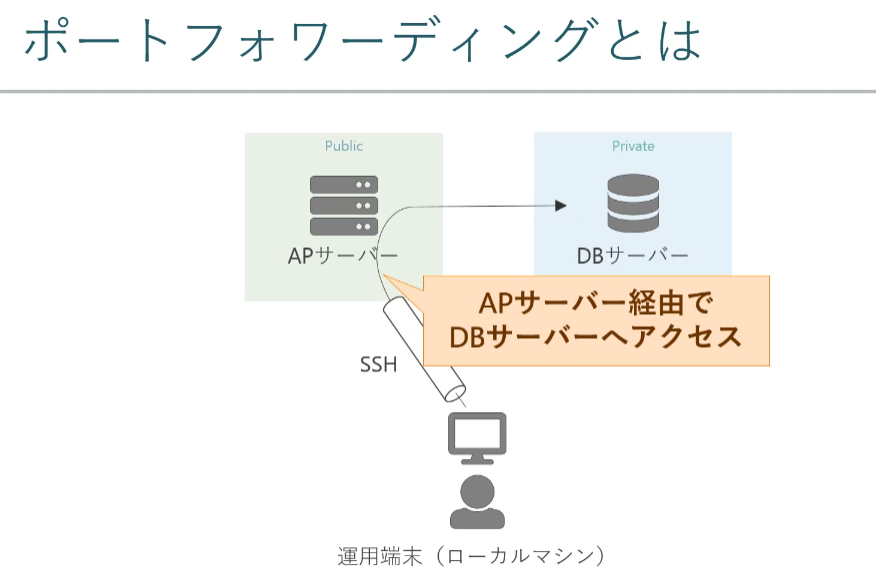 ポートフォワーディングとは
Public
Private
APサーバー
DBサーバー
APサーバー経由で
DBサーバーへアクセス
SSH
運用端末（ローカルマシン）